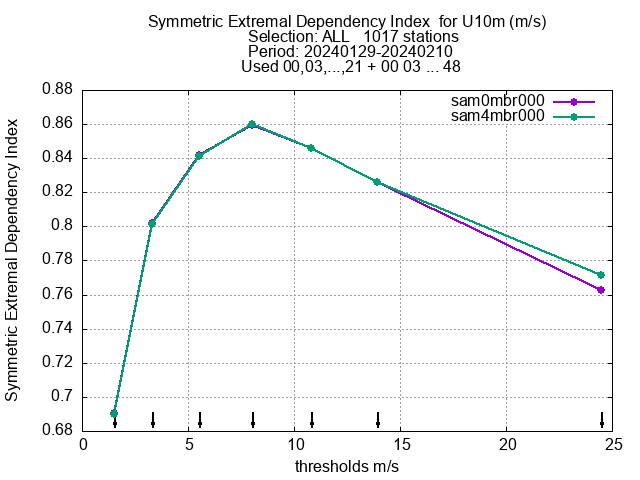 Symmetric Extremal Dependency Index  for U10m (m/s)
Selection: ALL   1017 stations
Period: 20240129-20240210
Used 00,03,...,21 + 00 03 ... 48
sam0mbr000
sam4mbr000
Symmetric Extremal Dependency Index
0.88
0.86
0.84
0.82
0.8
0.78
0.76
0.74
0.72
0.7
0.68
0 5 10 15 20 25
thresholds m/s